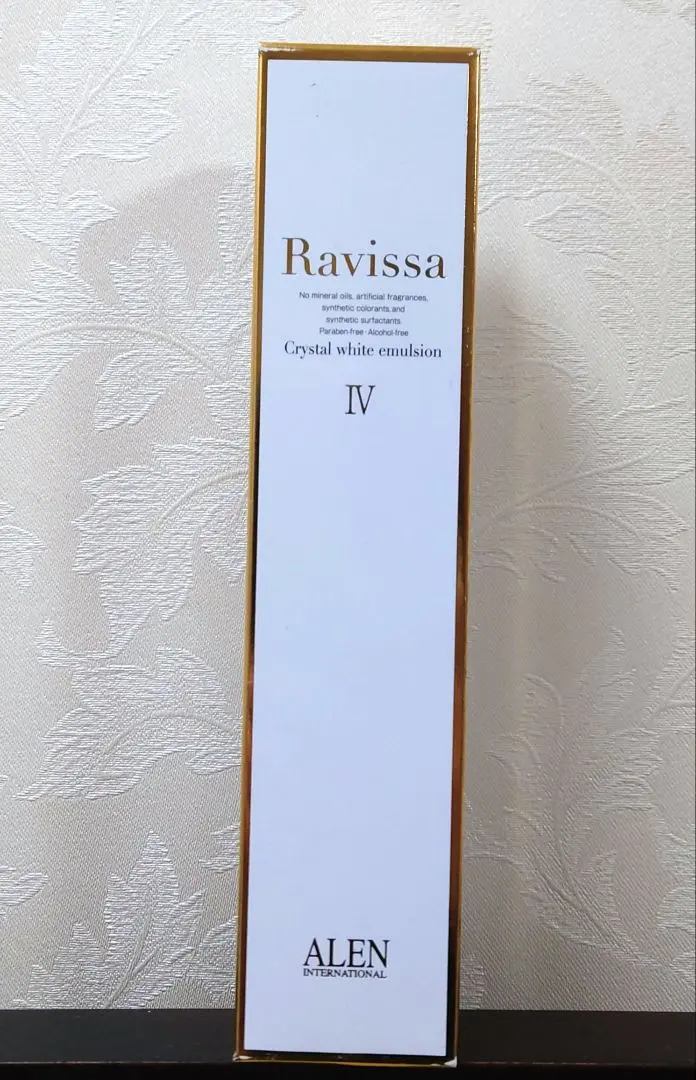 Ravissa
No mineral oils, artificial fragrances,
synthetic colorants, and
synthetic surfactants
Paraben-free · Alcohol-free
Crystal white emulsion
Ⅳ
ALEN
INTERNATIONAL